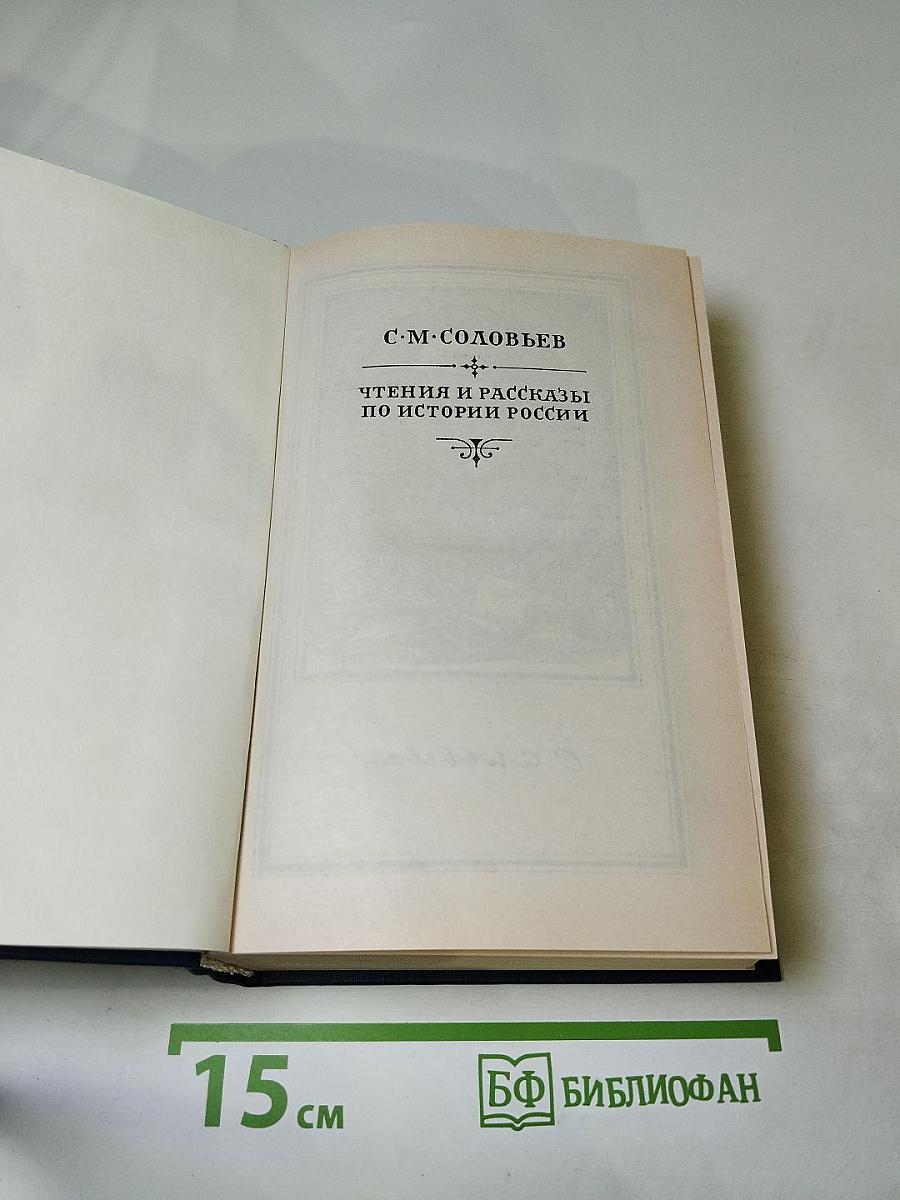 С·М·СОЛОВЬЕВ
ЧТЕНИЯ И РАССКАЗЫ
ПО ИСТОРИИ РОССИИ
15 см
БФ БИБЛИОФАН